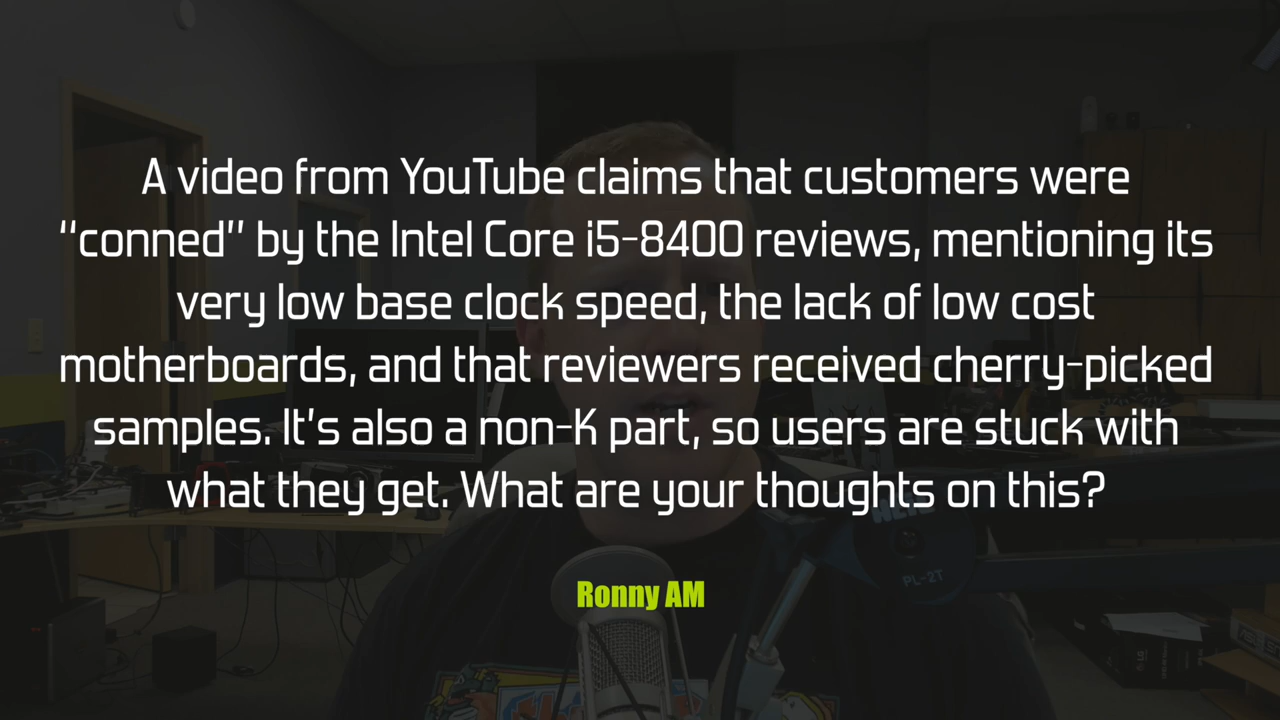 A video from YouTube claims that customers were
“conned” by the Intel Core i5-8400 reviews, mentioning its
very low base clock speed, the lack of low cost
motherboards, and that reviewers received cherry-picked
samples. It’s also a non-K part, so users are stuck with
what they get. What are your thoughts on this?
Ronny AM
PL-2T